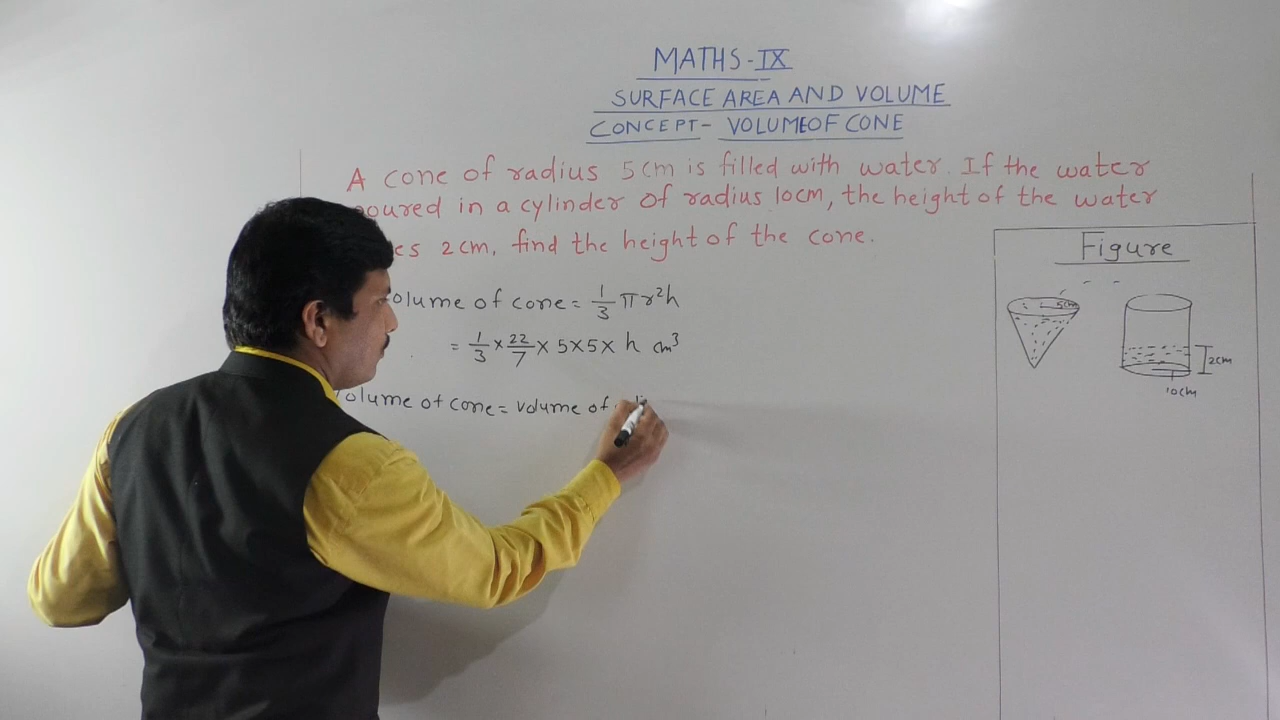 MATHS-IX
SURFACE AREA AND VOLUME
CONCEPT- VOLUME OF CONE
A cone of radius 5cm is filled with water. If the water
poured in a cylinder of radius 10cm, the height of the water
2cm, find the height of the cone.
volume of cone = 1/3 πr²h
= 1/3 × 22/7 × 5×5× h cm³
Volume of cone = volume of
Figure
5cm
2cm
10cm